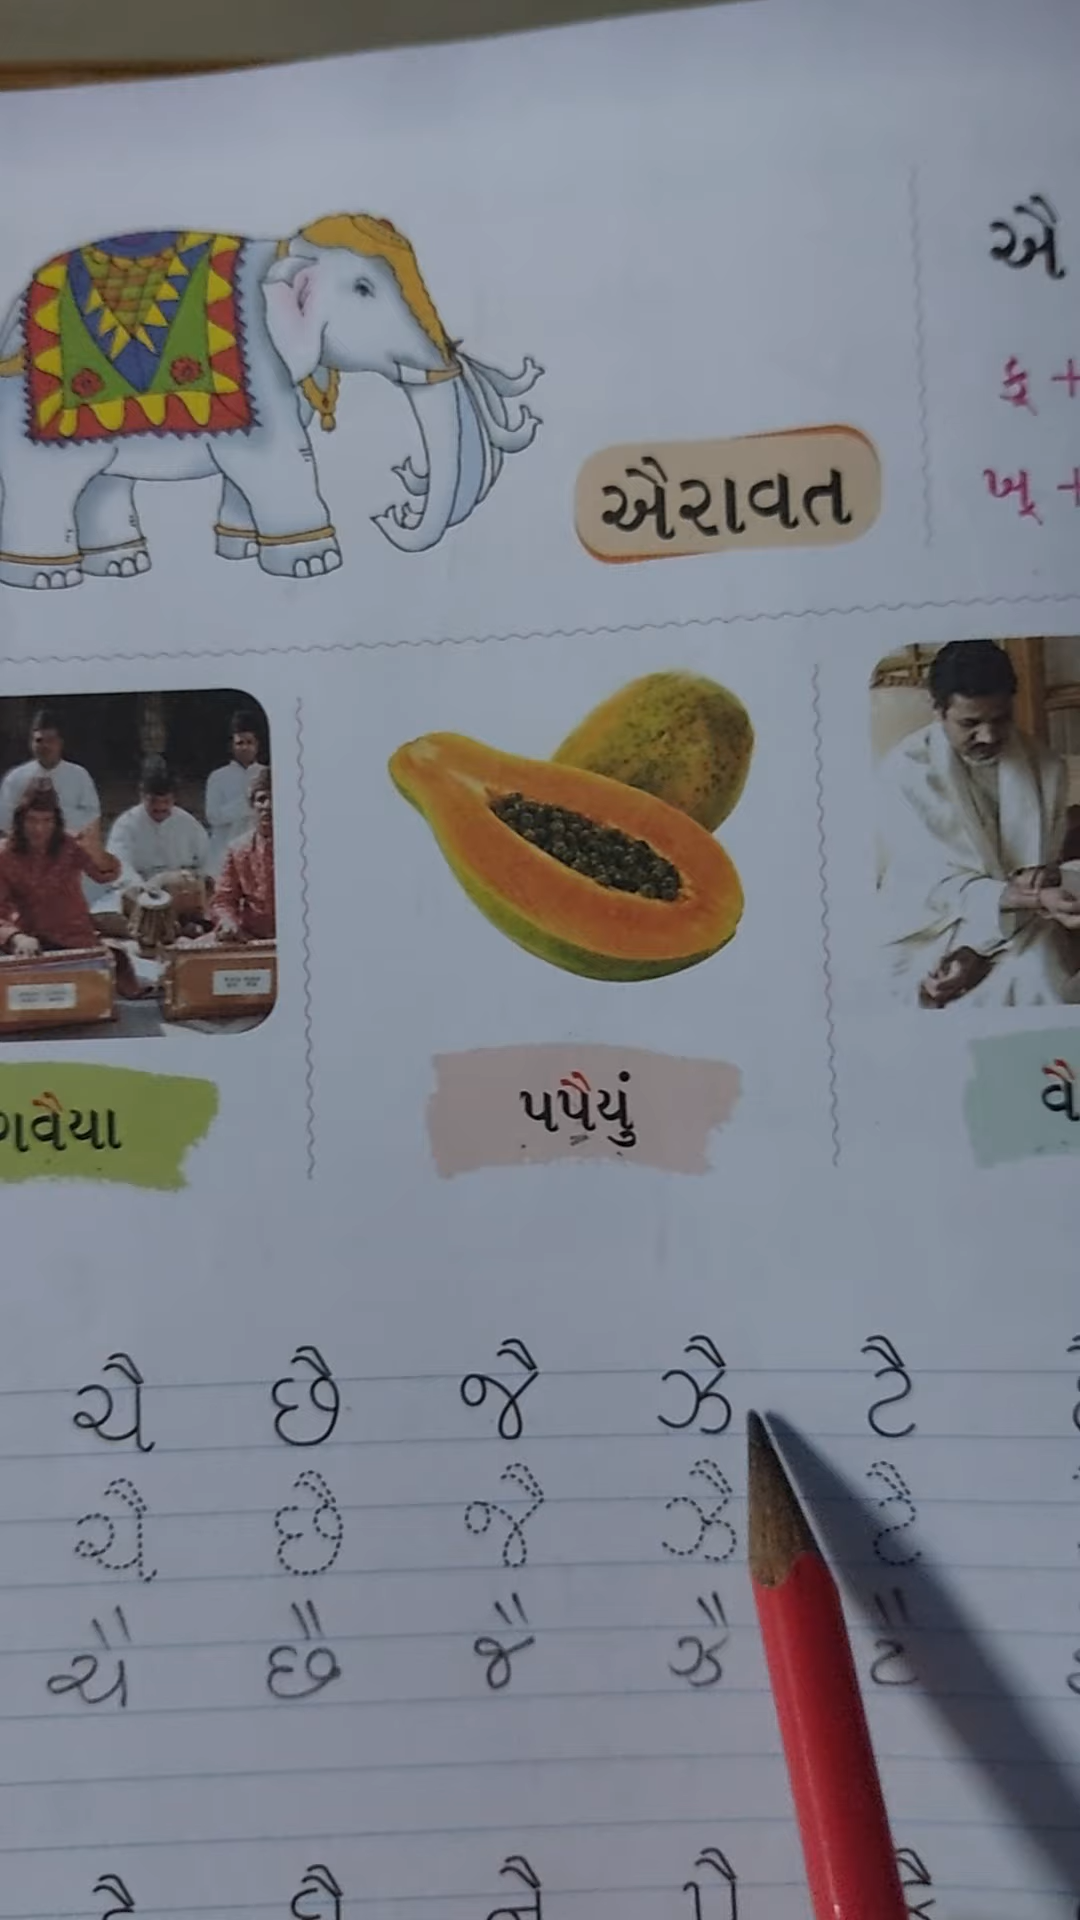 ઐ
ઐરાવત
ક્ +
ખ્ +
ગવૈયા પપૈયું વૈ
ચૈ છૈ જૈ ઝૈ ટૈ
ચૈ છૈ જૈ ઝૈ ટૈ
ચૈ છૈ જૈ ઝૈ ટૈ